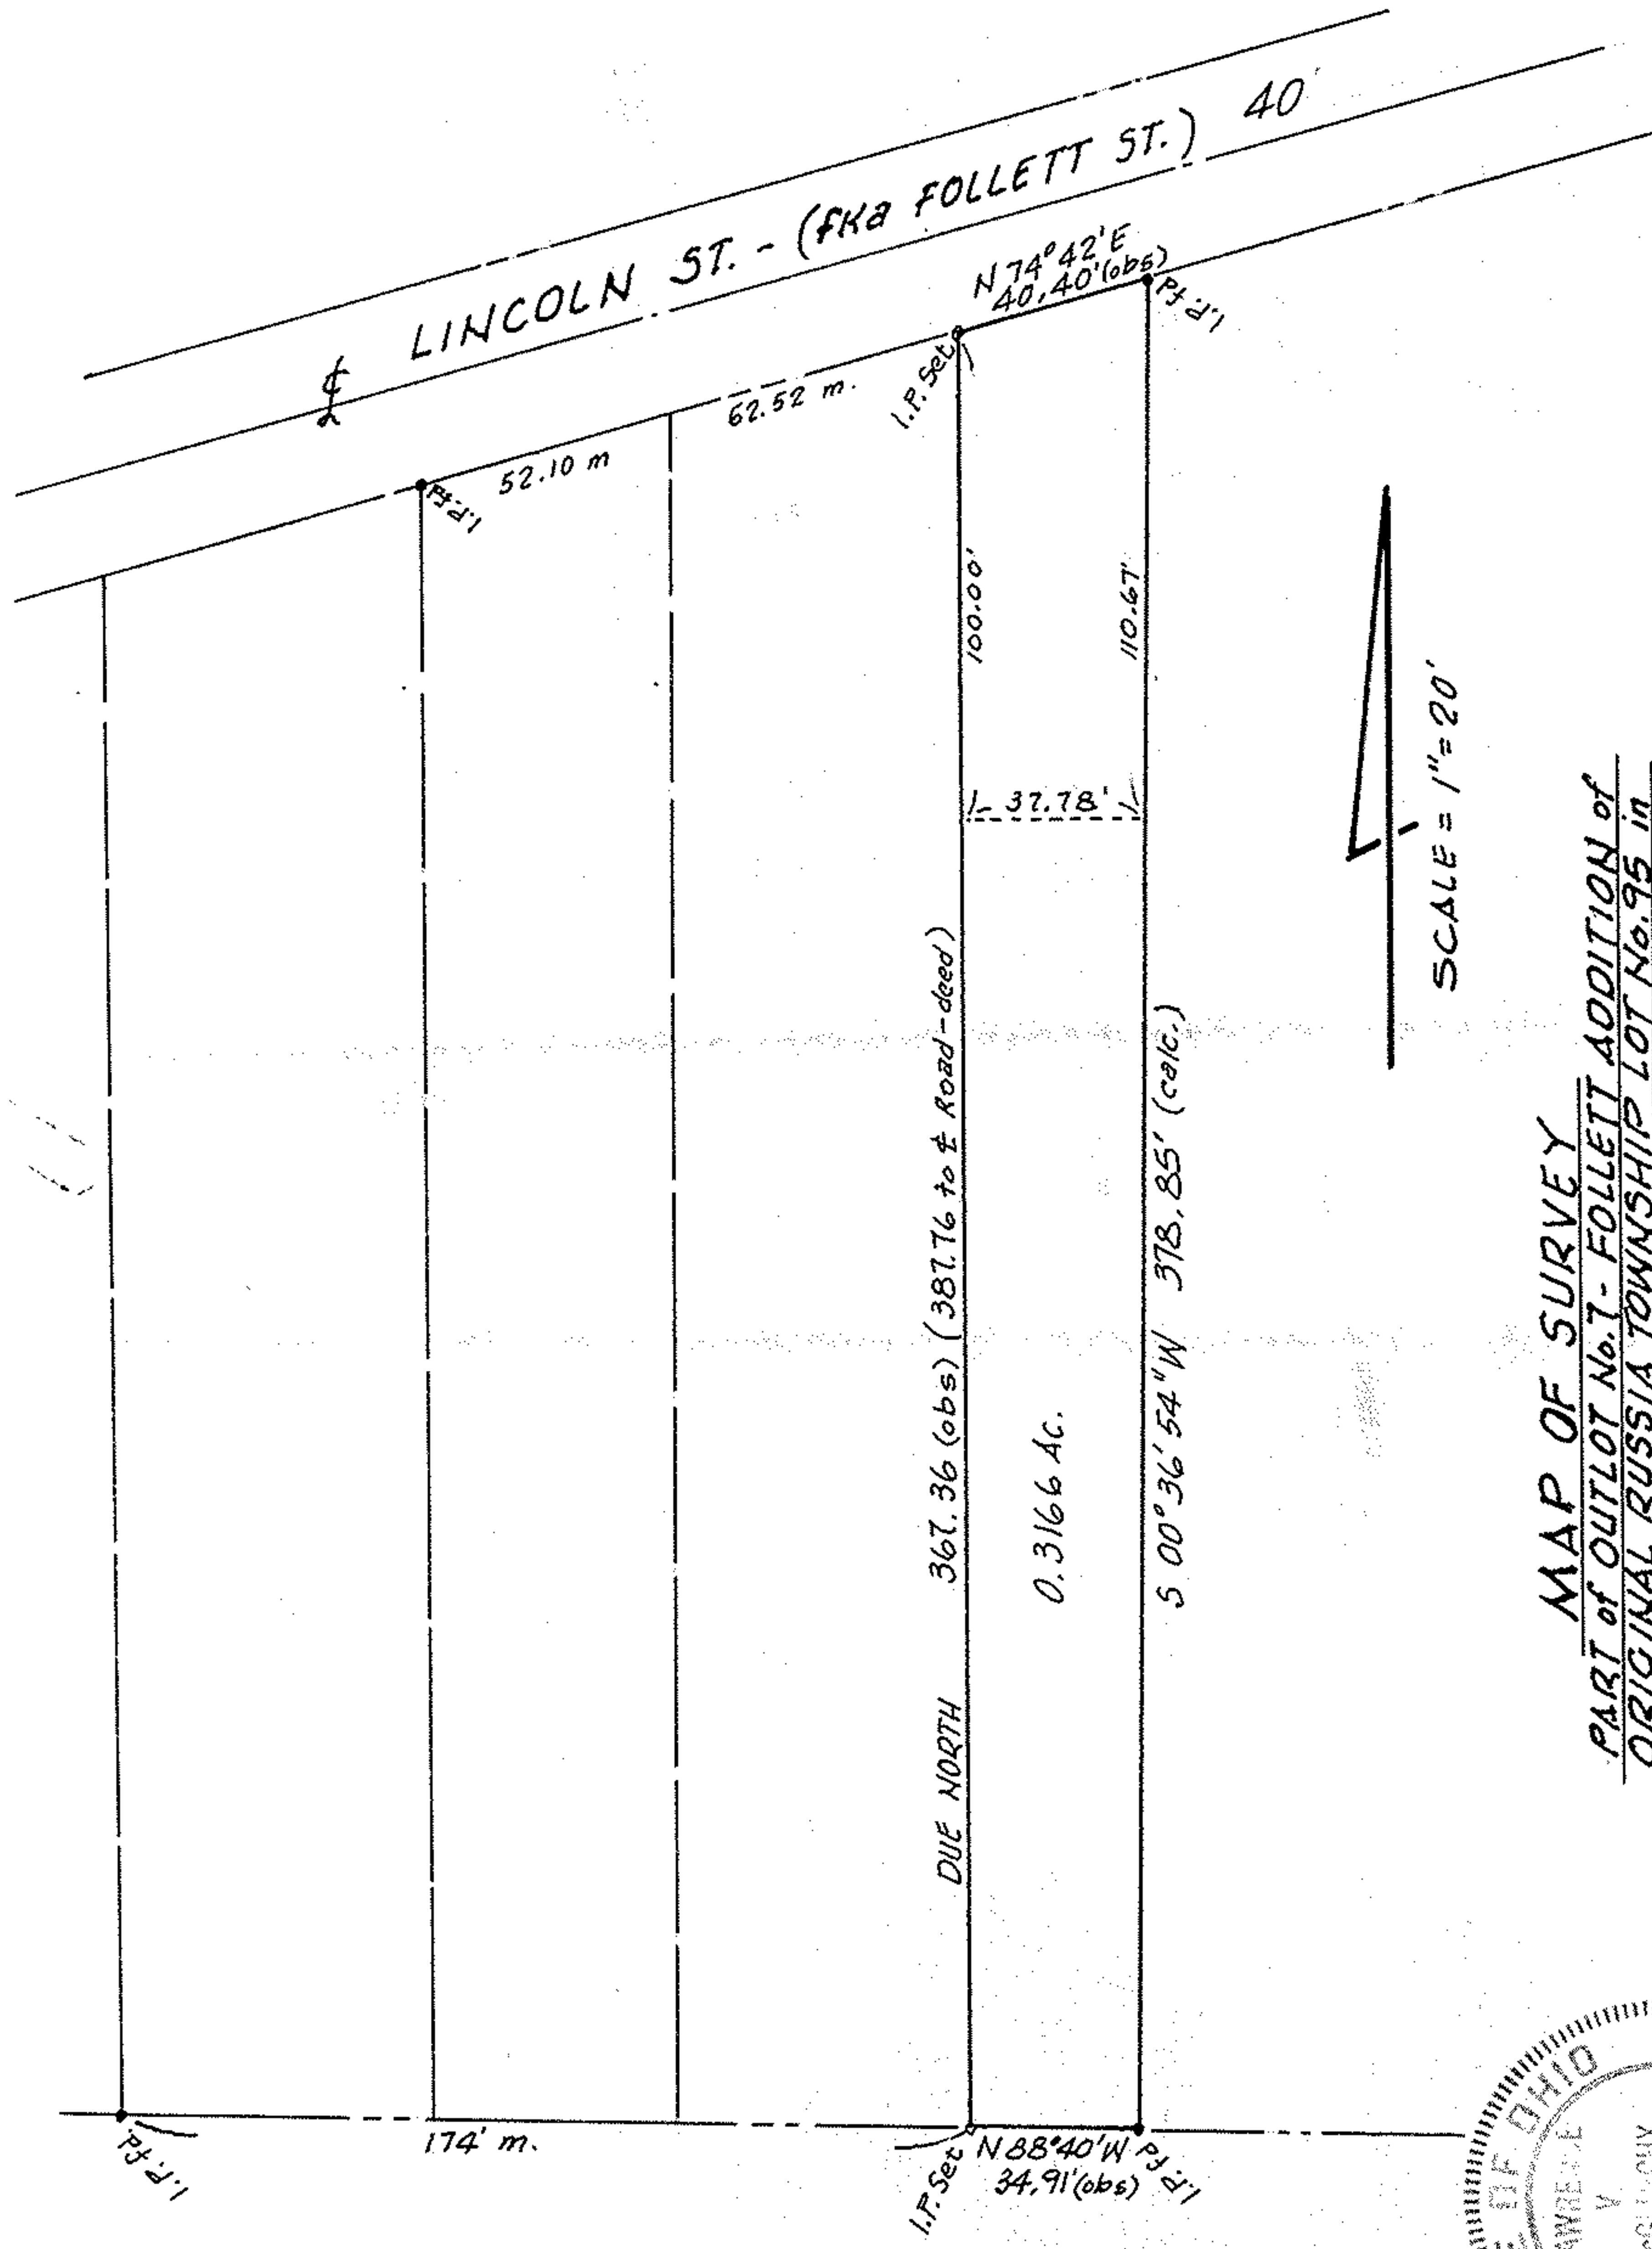 LINCOLN ST. - (fKa FOLLETT ST.) 40'
℄
N 74° 42' E
40.40' (obs)
I.P. fd.
I.P. Set
62.52 m.
52.10 m
I.P. fd.
100.00'
110.67'
37.78'
SCALE = 1" = 20'
DUE NORTH 367.36 (obs) (387.76 to ℄ Road-deed)
0.3166 Ac.
S 00° 36' 54" W 378.85' (calc.)
MAP OF SURVEY
PART of OUTLOT No. 7 - FOLLETT ADDITION of
ORIGINAL RUSSIA TOWNSHIP LOT No. 95 in
I.P. fd.
174' m.
I.P. Set
N 88° 40' W
34.91' (obs)
I.P. fd.
OF OHIO